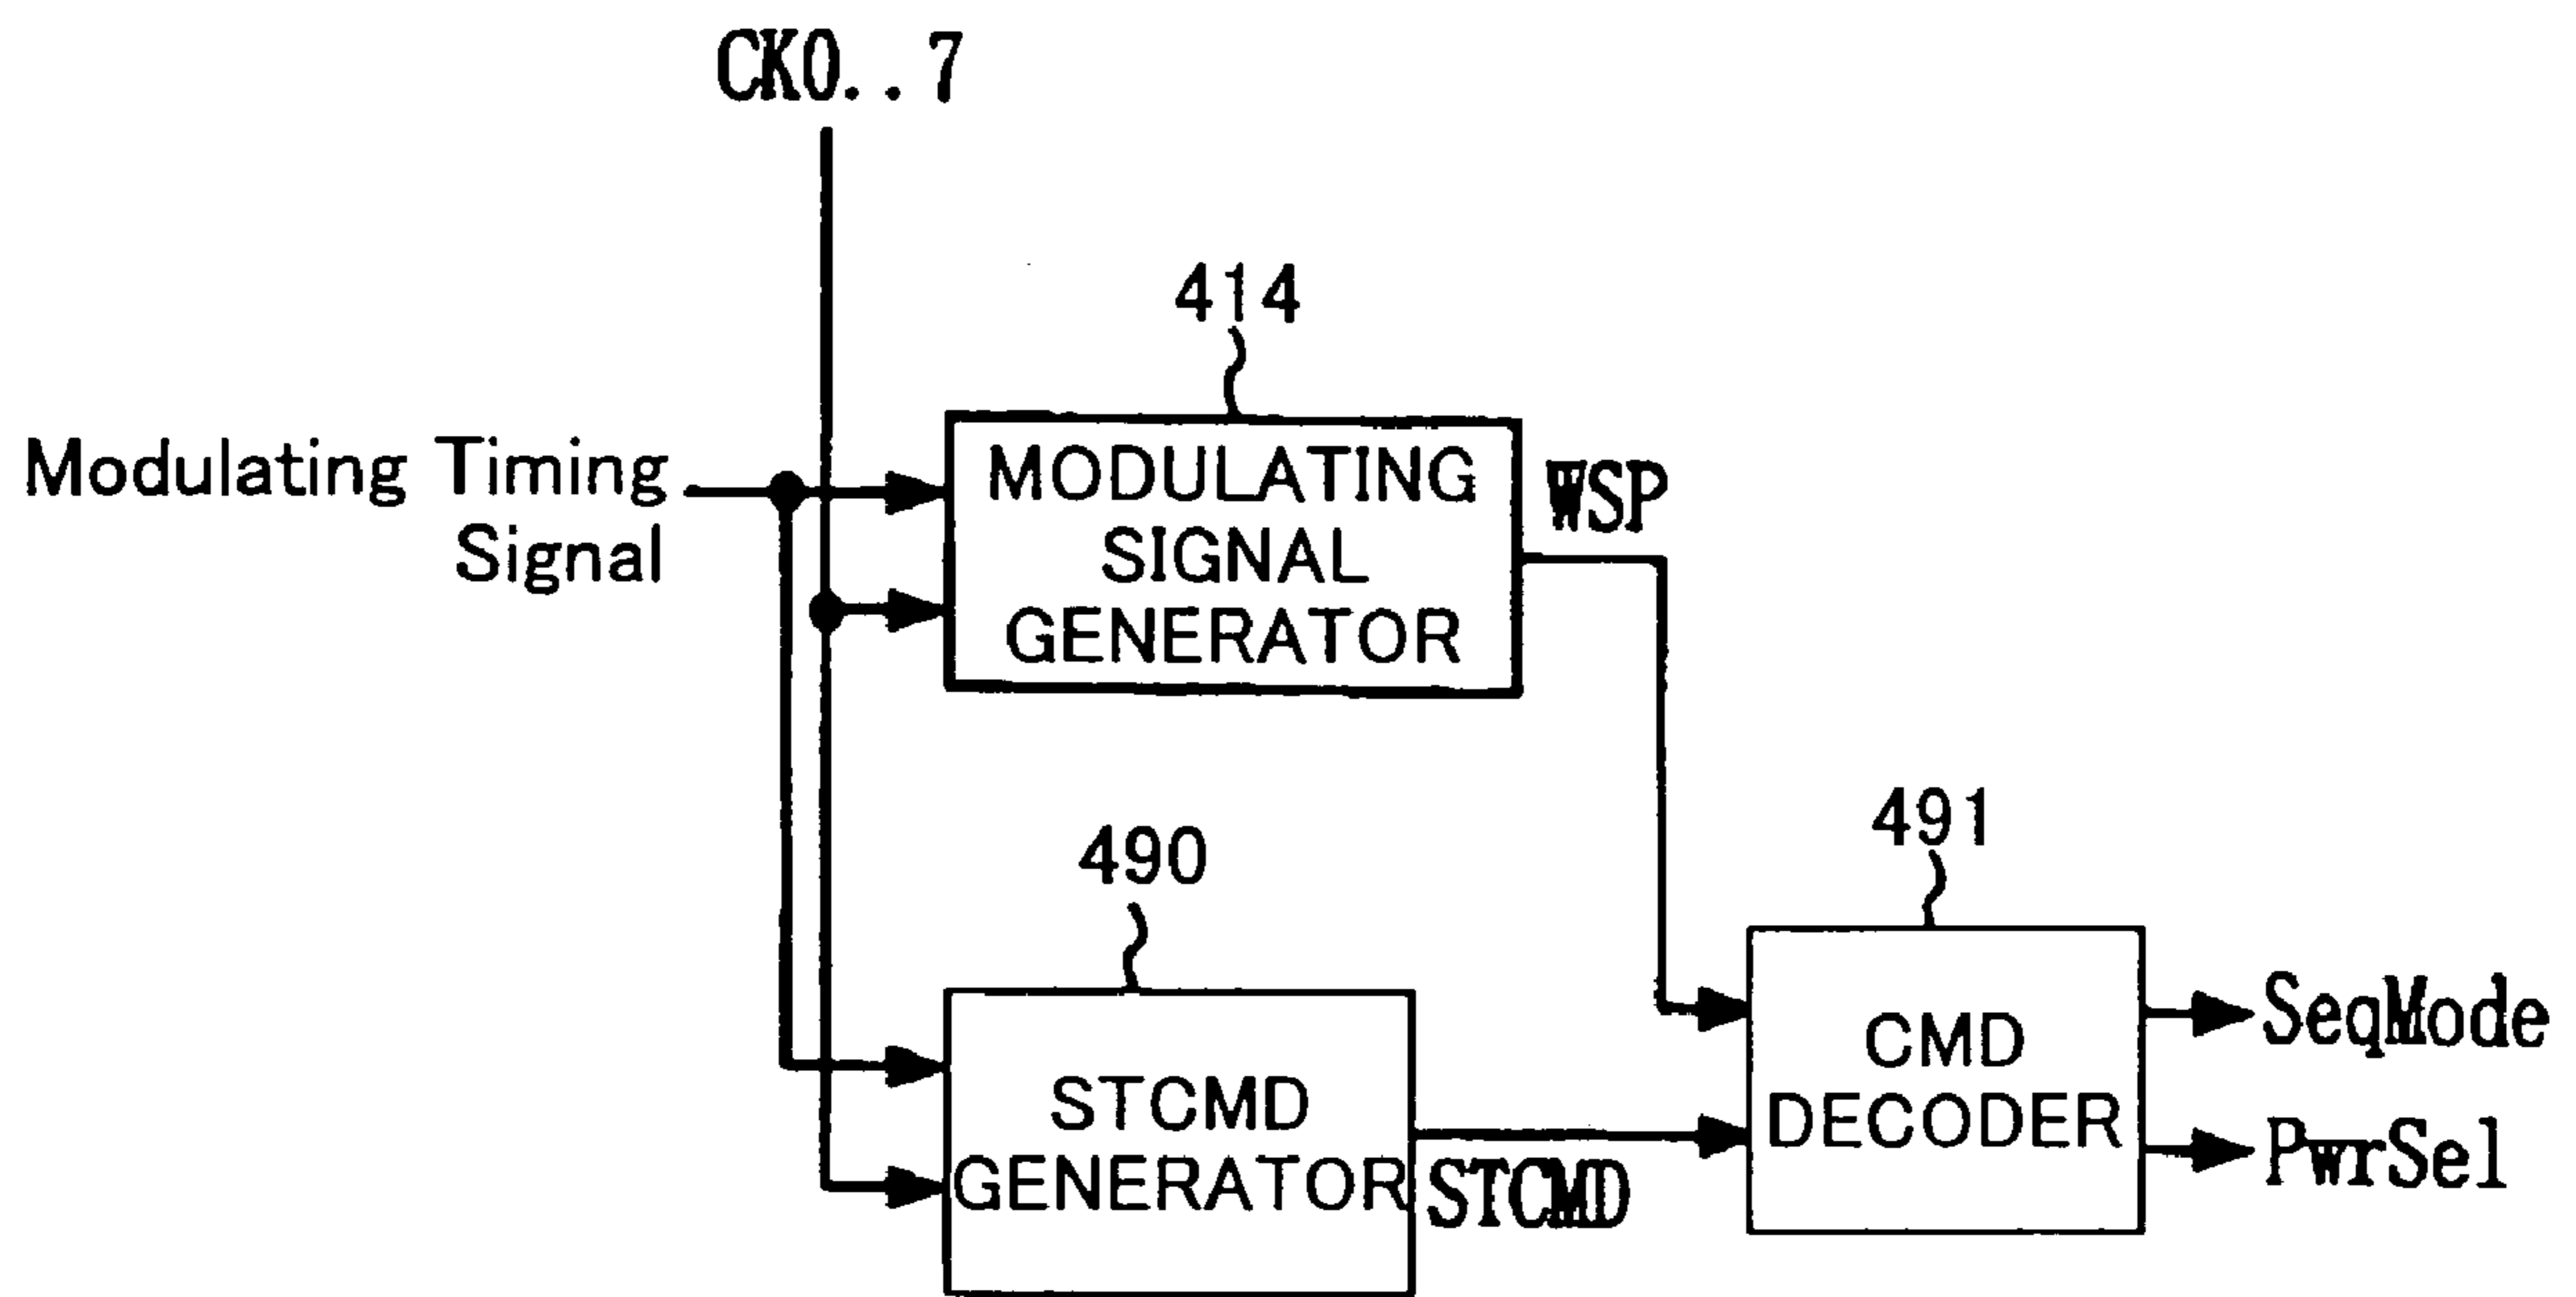 CK0..7
414
Modulating Timing
Signal
MODULATING
SIGNAL
GENERATOR
WSP
490
491
STCMD
GENERATOR
STCMD
CMD
DECODER
SeqMode
PwrSel